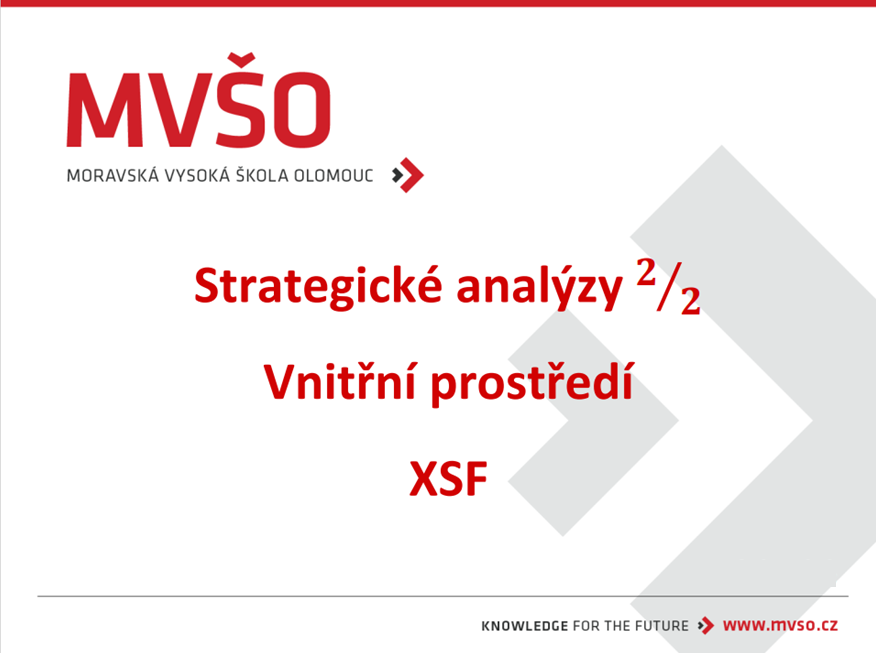 MVŠO
MORAVSKÁ VYSOKÁ ŠKOLA OLOMOUC
Strategické analýzy 2/2
Vnitřní prostředí
XSF
KNOWLEDGE FOR THE FUTURE www.mvso.cz